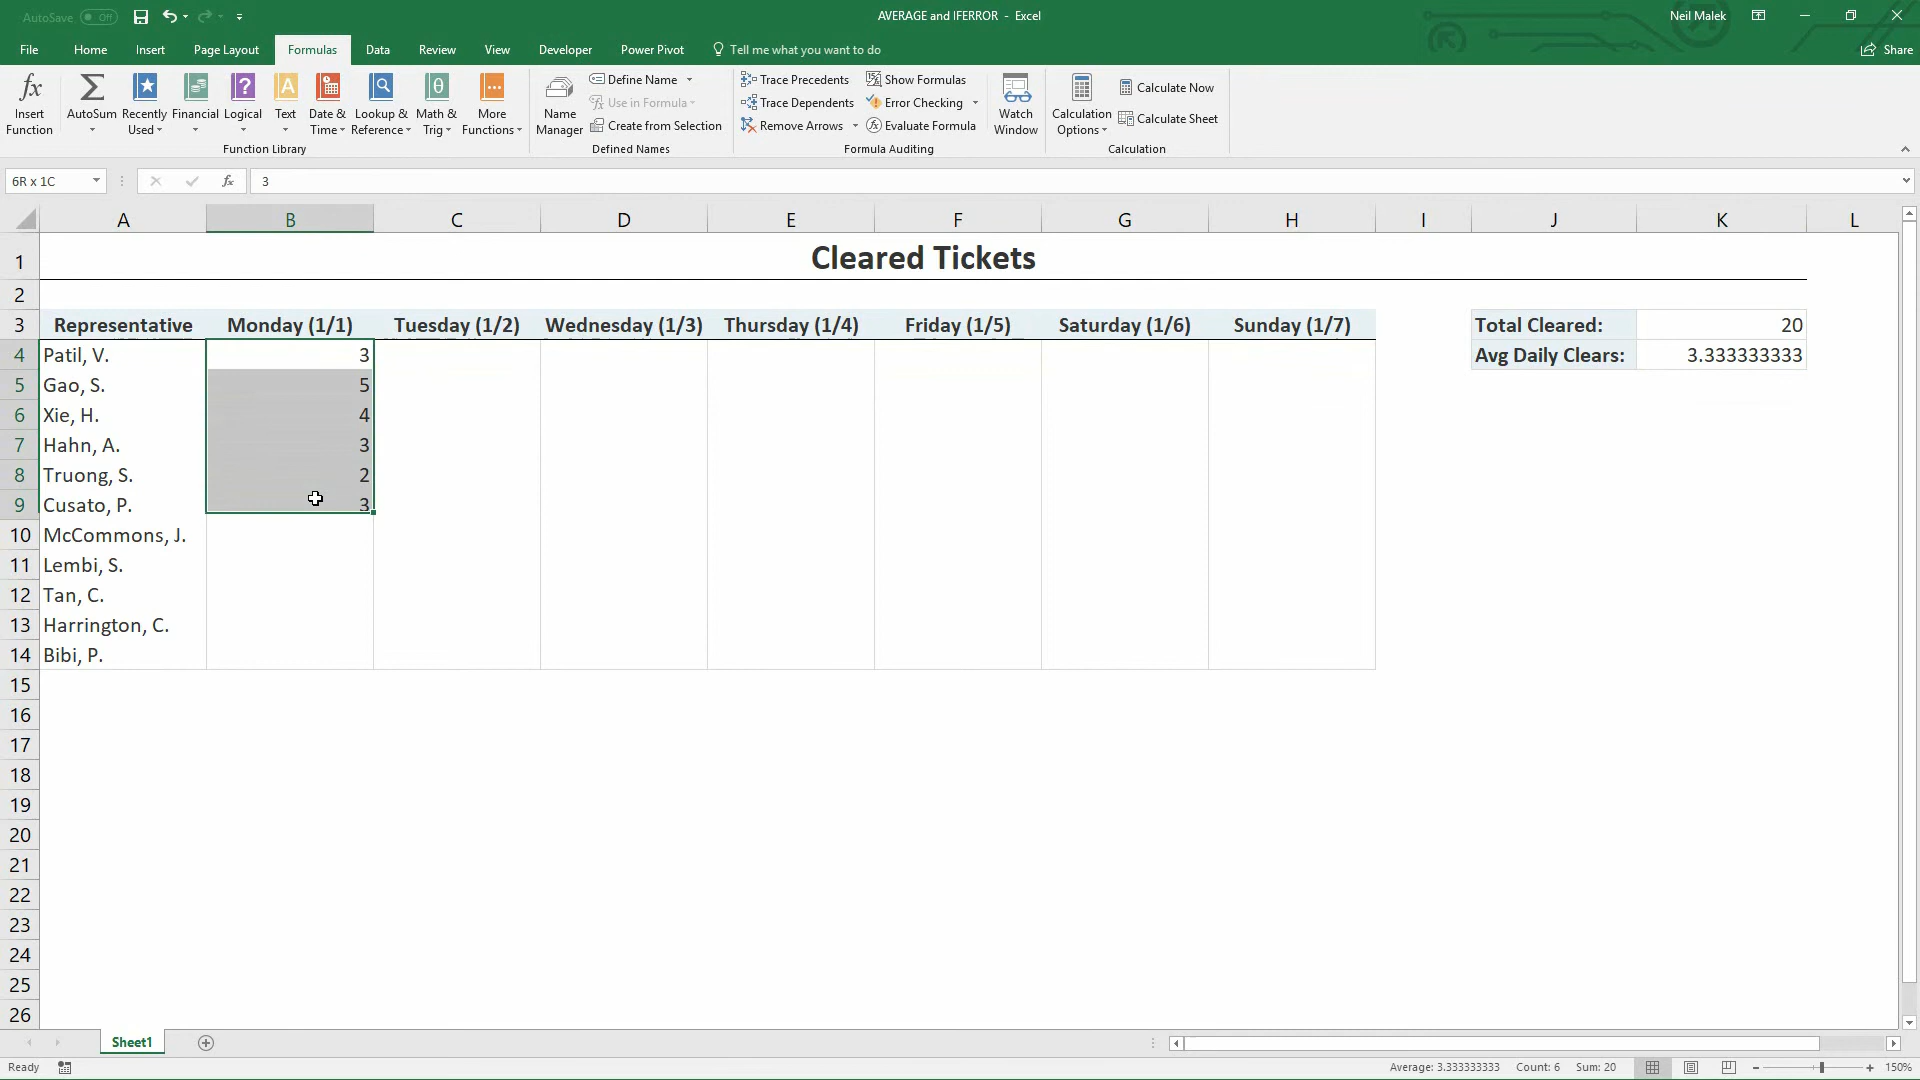 AutoSave Off
AVERAGE and IFERROR - Excel
Neil Malek
File Home Insert Page Layout Formulas Data Review View Developer Power Pivot Tell me what you want to do Share
fx Insert Function
AutoSum
Recently Used
Financial
Logical
Text
Date & Time
Lookup & Reference
Math & Trig
More Functions
Function Library
Name Manager
Define Name
Use in Formula
Create from Selection
Defined Names
Trace Precedents
Trace Dependents
Remove Arrows
Show Formulas
Error Checking
Evaluate Formula
Formula Auditing
Watch Window
Calculation Options
Calculate Now
Calculate Sheet
Calculation
6R x 1C fx 3
A B C D E F G H I J K L
1 Cleared Tickets
2
3 Representative Monday (1/1) Tuesday (1/2) Wednesday (1/3) Thursday (1/4) Friday (1/5) Saturday (1/6) Sunday (1/7) Total Cleared: 20
4 Patil, V. 3 Avg Daily Clears: 3.333333333
5 Gao, S. 5
6 Xie, H. 4
7 Hahn, A. 3
8 Truong, S. 2
9 Cusato, P. 3
10 McCommons, J.
11 Lembi, S.
12 Tan, C.
13 Harrington, C.
14 Bibi, P.
15
16
17
18
19
20
21
22
23
24
25
26
Sheet1
Ready Average: 3.333333333 Count: 6 Sum: 20 150%